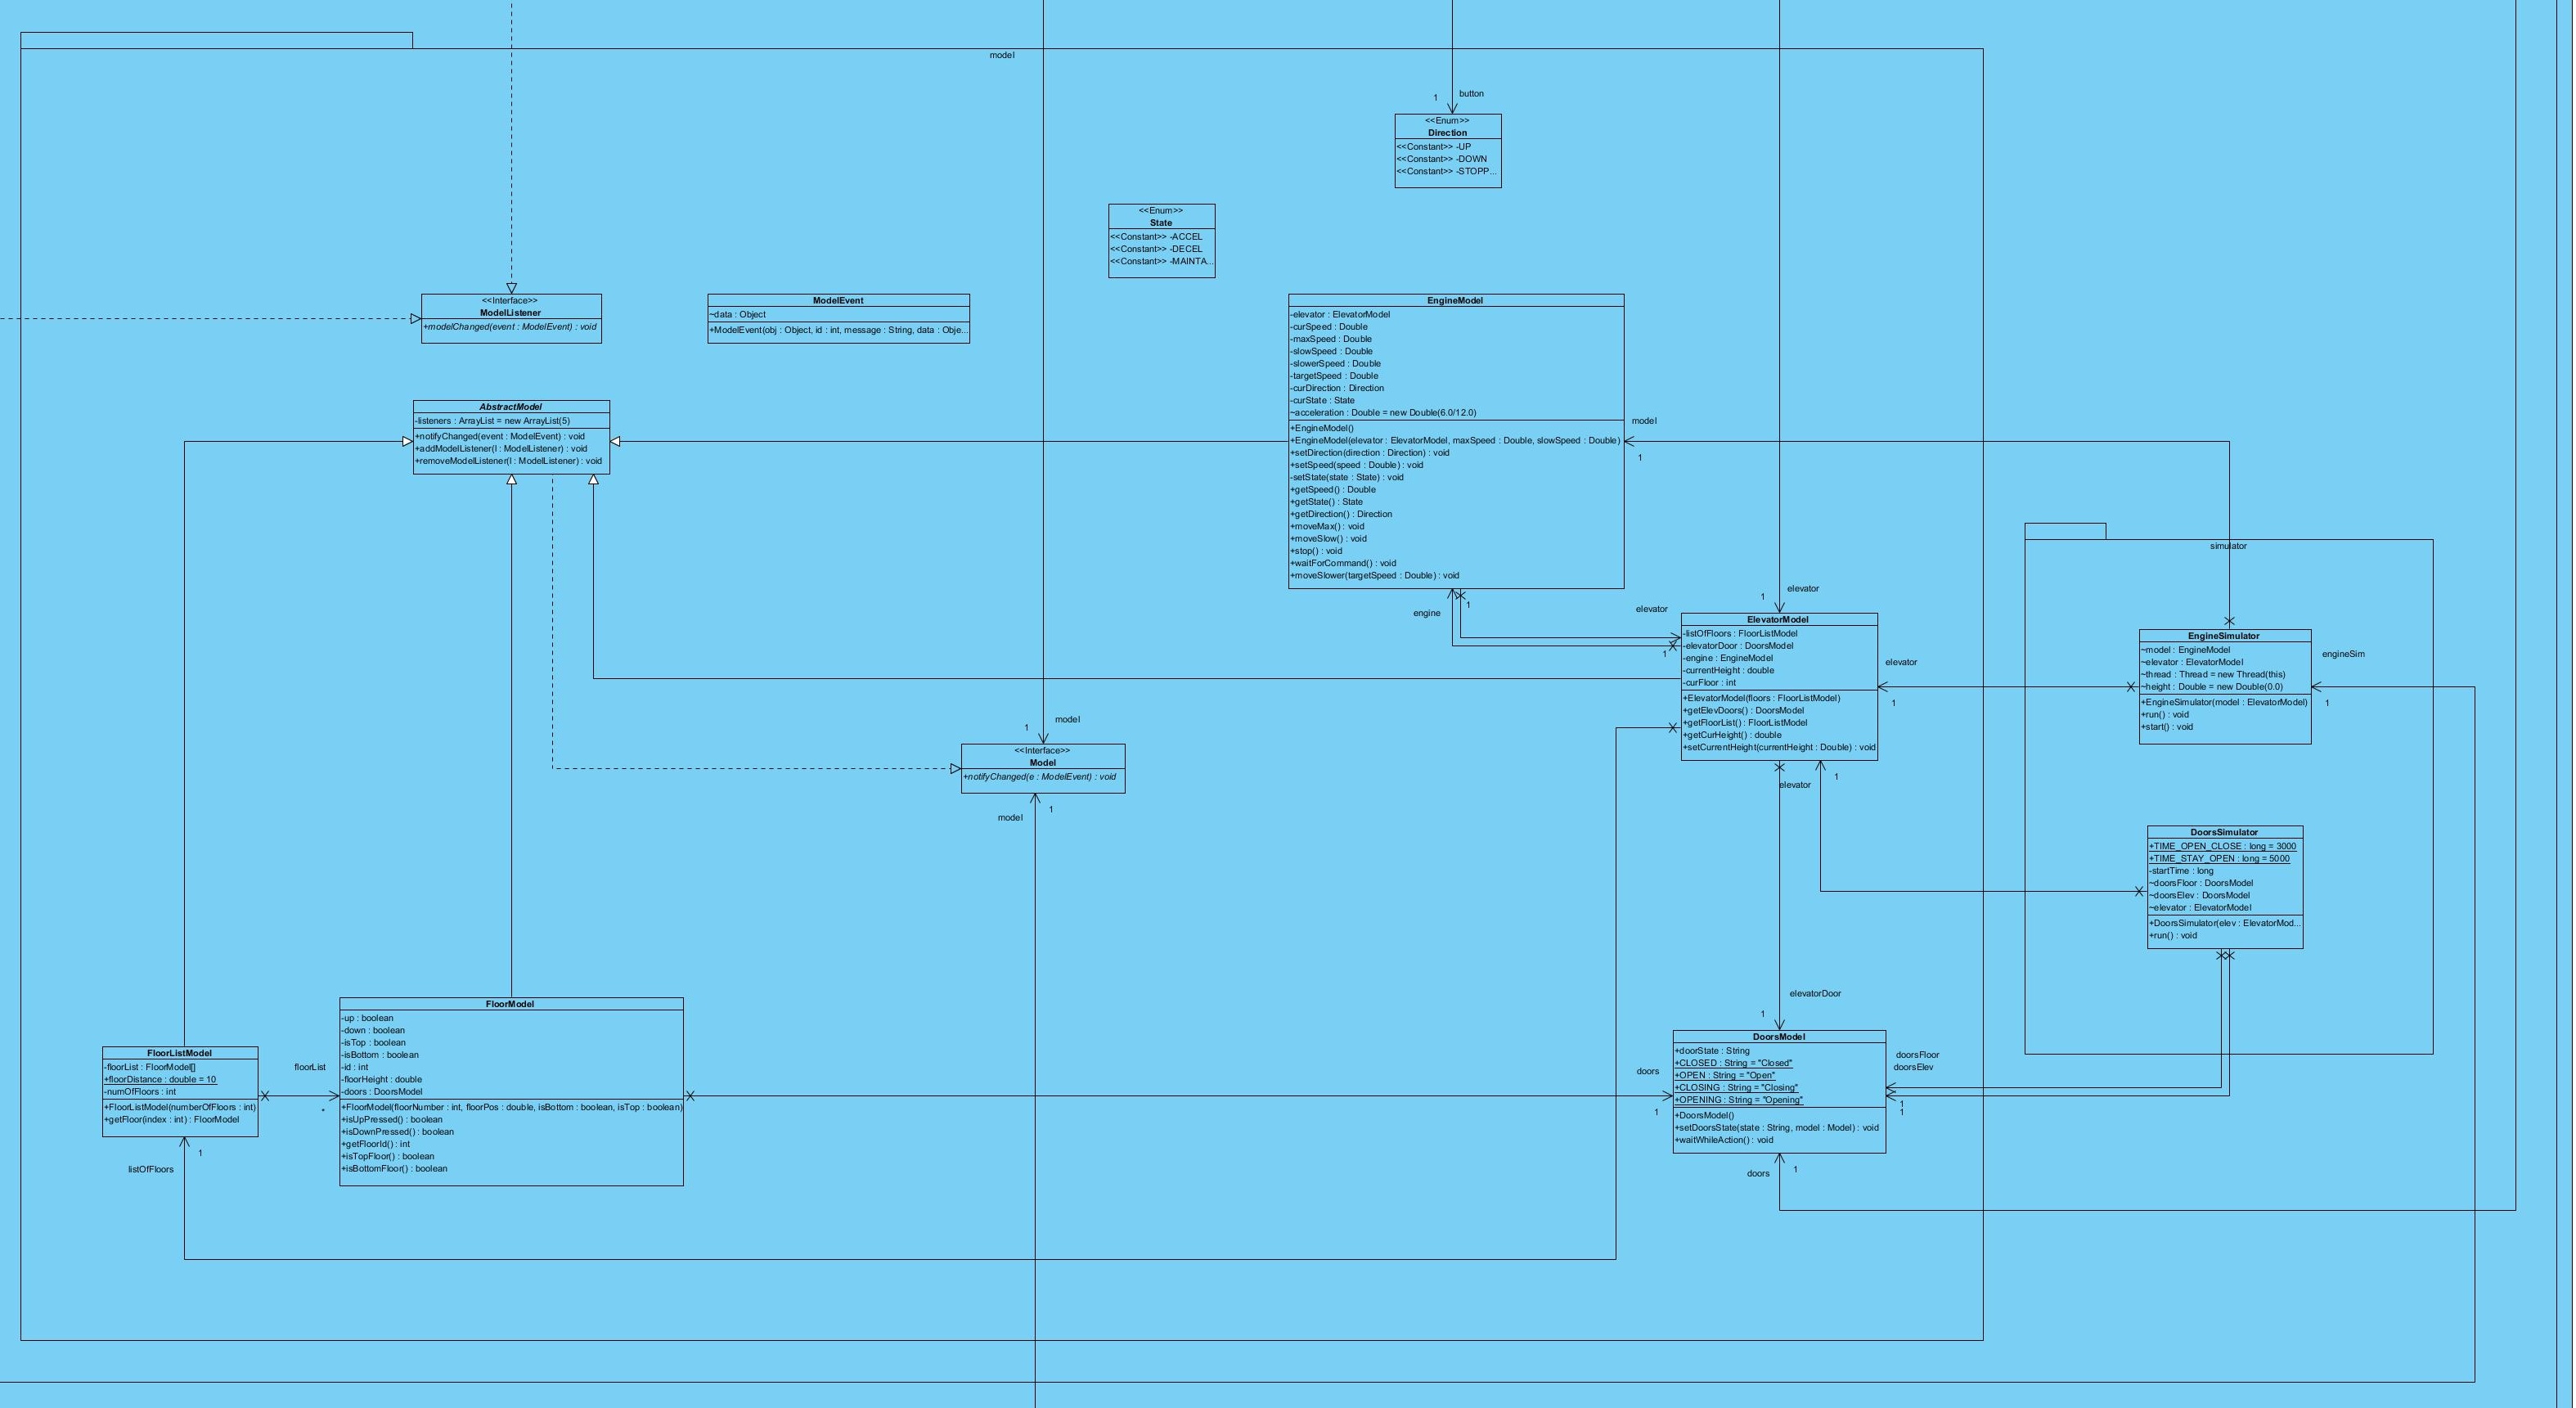 model
1
button
<<Enum>>
Direction
<<Constant>> -UP
<<Constant>> -DOWN
<<Constant>> -STOPP...
<<Enum>>
State
<<Constant>> -ACCEL
<<Constant>> -DECEL
<<Constant>> -MAINTA...
<<Interface>>
ModelListener
+modelChanged(event : ModelEvent) : void
ModelEvent
~data : Object
+ModelEvent(obj : Object, id : int, message : String, data : Obje...
EngineModel
-elevator : ElevatorModel
-curSpeed : Double
-maxSpeed : Double
-slowSpeed : Double
-slowerSpeed : Double
-targetSpeed : Double
-curDirection : Direction
-curState : State
~acceleration : Double = new Double(6.0/12.0)
+EngineModel()
+EngineModel(elevator : ElevatorModel, maxSpeed : Double, slowSpeed : Double)
+setDirection(direction : Direction) : void
+setSpeed(speed : Double) : void
-setState(state : State) : void
+getSpeed() : Double
+getState() : State
+getDirection() : Direction
+moveMax() : void
+moveSlow() : void
+stop() : void
+waitForCommand() : void
+moveSlower(targetSpeed : Double) : void
model
1
AbstractModel
-listeners : ArrayList = new ArrayList(5)
+notifyChanged(event : ModelEvent) : void
+addModelListener(l : ModelListener) : void
+removeModelListener(l : ModelListener) : void
simulator
engine
1
elevator
1
1
elevator
ElevatorModel
-listOfFloors : FloorListModel
-elevatorDoor : DoorsModel
-engine : EngineModel
-currentHeight : double
-curFloor : int
+ElevatorModel(floors : FloorListModel)
+getElevDoors() : DoorsModel
+getFloorList() : FloorListModel
+getCurHeight() : double
+setCurrentHeight(currentHeight : Double) : void
elevator
1
EngineSimulator
~model : EngineModel
~elevator : ElevatorModel
~thread : Thread = new Thread(this)
~height : Double = new Double(0.0)
+EngineSimulator(model : ElevatorModel)
+run() : void
+start() : void
engineSim
1
1
model
<<Interface>>
Model
+notifyChanged(e : ModelEvent) : void
model
1
elevator
1
DoorsSimulator
+TIME_OPEN_CLOSE : long = 3000
+TIME_STAY_OPEN : long = 5000
-startTime : long
~doorsFloor : DoorsModel
~doorsElev : DoorsModel
~elevator : ElevatorModel
+DoorsSimulator(elev : ElevatorMod...
+run() : void
FloorListModel
-floorList : FloorModel[]
+floorDistance : double = 10
-numOfFloors : int
+FloorListModel(numberOfFloors : int)
+getFloor(index : int) : FloorModel
floorList
*
1
listOfFloors
FloorModel
-up : boolean
-down : boolean
-isTop : boolean
-isBottom : boolean
-id : int
-floorHeight : double
-doors : DoorsModel
+FloorModel(floorNumber : int, floorPos : double, isBottom : boolean, isTop : boolean)
+isUpPressed() : boolean
+isDownPressed() : boolean
+getFloorId() : int
+isTopFloor() : boolean
+isBottomFloor() : boolean
elevatorDoor
1
doors
1
DoorsModel
+doorState : String
+CLOSED : String = "Closed"
+OPEN : String = "Open"
+CLOSING : String = "Closing"
+OPENING : String = "Opening"
+DoorsModel()
+setDoorsState(state : String, model : Model) : void
+waitWhileAction() : void
doorsFloor
doorsElev
1
1
doors
1